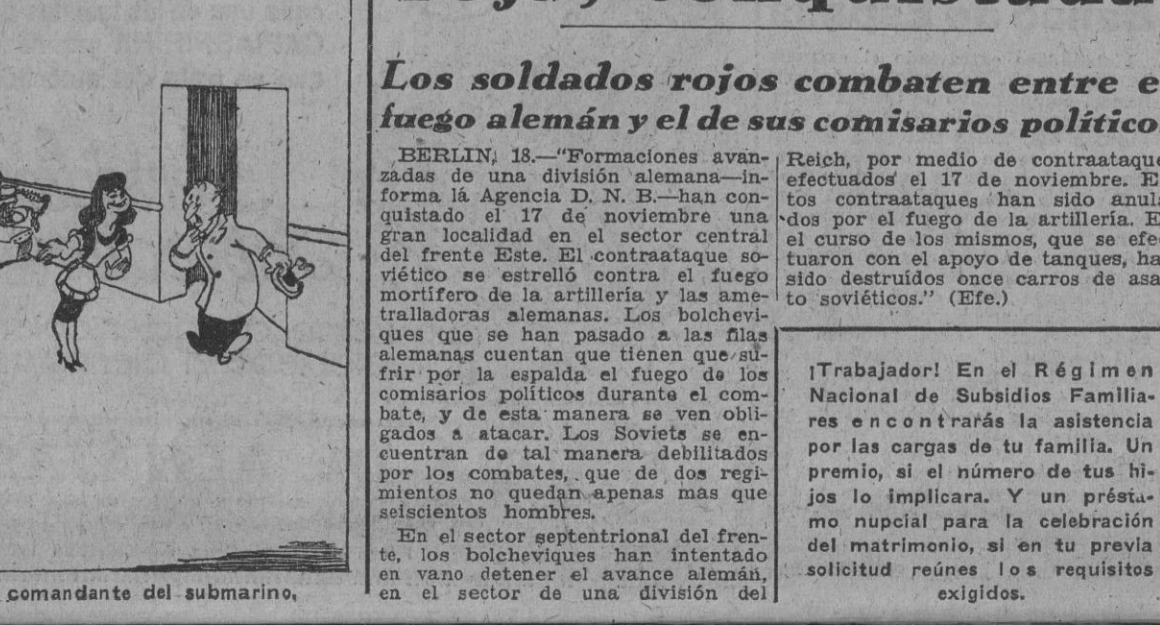 Los soldados rojos combaten entre e
fuego alemán y el de sus comisarios político
BERLIN, 18.—"Formaciones avan-
zadas de una división alemana—in-
forma la Agencia D. N. B.—han con-
quistado el 17 de noviembre una
gran localidad en el sector central
del frente Este. El contraataque so-
viético se estrelló contra el fuego
mortífero de la artillería y las ame-
tralladoras alemanas. Los bolchevi-
ques que se han pasado a las filas
alemanas cuentan que tienen que su-
frir por la espalda el fuego de los
comisarios políticos durante el com-
bate, y de esta manera se ven obli-
gados a atacar. Los Soviets se en-
cuentran de tal manera debilitados
por los combates, que de dos regi-
mientos no quedan apenas más que
seiscientos hombres.
En el sector septentrional del fren-
te, los bolcheviques han intentado
en vano detener el avance alemán,
en el sector de una división del
Reich, por medio de contraataque
efectuados el 17 de noviembre. E
tos contraataques han sido anul
dos por el fuego de la artillería. E
el curso de los mismos, que se efec
tuaron con el apoyo de tanques, ha
sido destruídos once carros de asa
to soviéticos." (Efe.)
¡Trabajador! En el Régimen
Nacional de Subsidios Familia-
res encontrarás la asistencia
por las cargas de tu familia. Un
premio, si el número de tus hi-
jos lo implicara. Y un présta-
mo nupcial para la celebración
del matrimonio, si en tu previa
solicitud reúnes los requisitos
exigidos.
comandante del submarino,